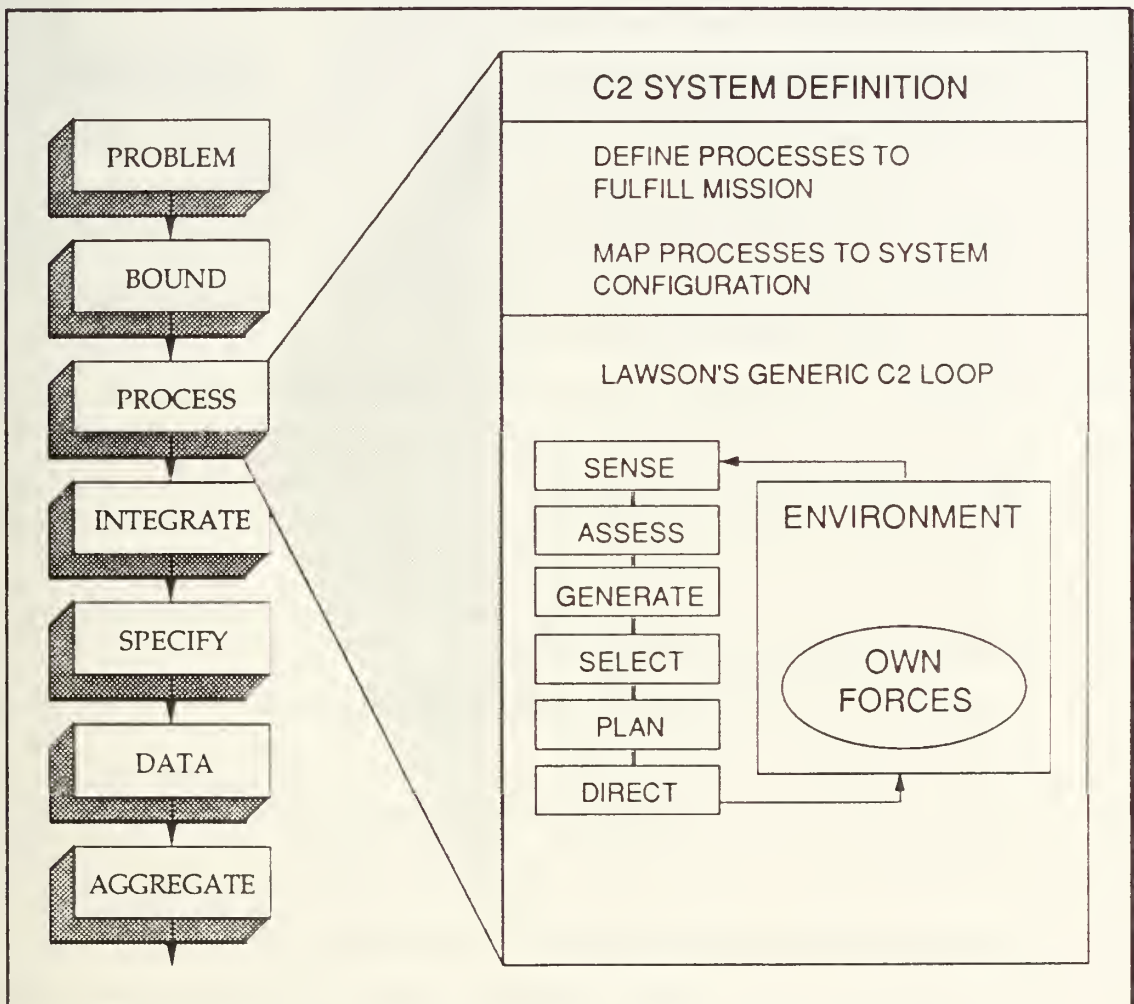 PROBLEM
BOUND
PROCESS
INTEGRATE
SPECIFY
DATA
AGGREGATE
C2 SYSTEM DEFINITION
DEFINE PROCESSES TO
FULFILL MISSION
MAP PROCESSES TO SYSTEM
CONFIGURATION
LAWSON'S GENERIC C2 LOOP
SENSE
ASSESS
GENERATE
SELECT
PLAN
DIRECT
ENVIRONMENT
OWN
FORCES